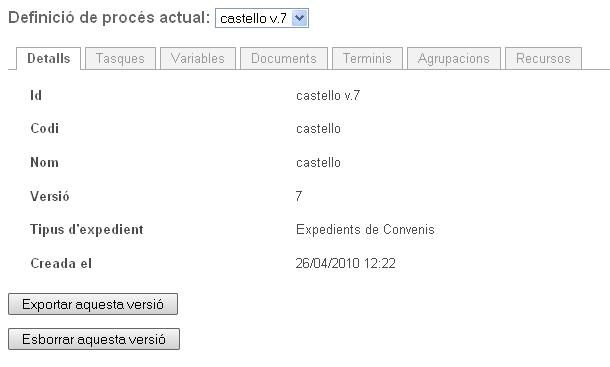 Definició de procés actual: castello v.7
Detalls Tasques Variables Documents Terminis Agrupacions Recursos
Id castello v.7
Codi castello
Nom castello
Versió 7
Tipus d'expedient Expedients de Convenis
Creada el 26/04/2010 12:22
Exportar aquesta versió
Esborrar aquesta versió